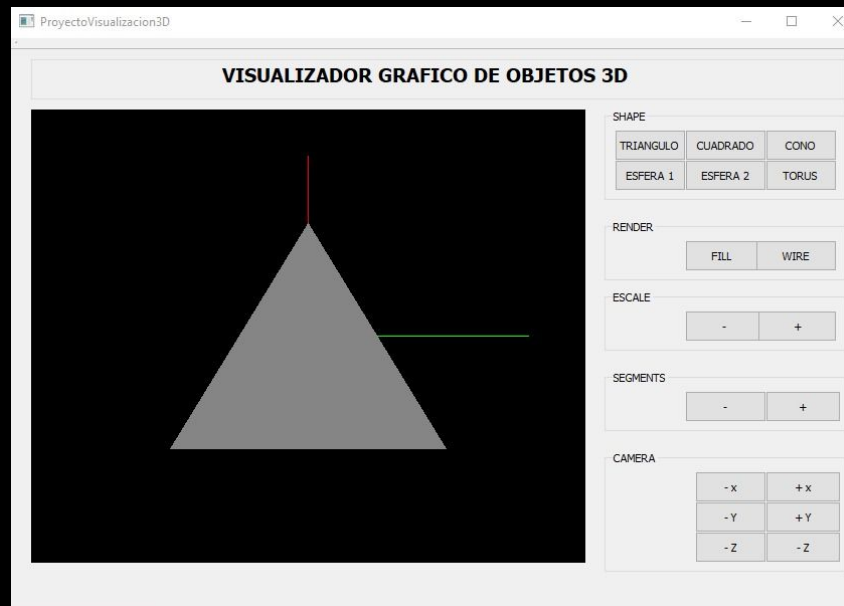 ProyectoVisualizacion3D
VISUALIZADOR GRAFICO DE OBJETOS 3D
SHAPE
TRIANGULO CUADRADO CONO
ESFERA 1 ESFERA 2 TORUS
RENDER
FILL WIRE
ESCALE
- +
SEGMENTS
- +
CAMERA
- x + x
- Y + Y
- Z - Z